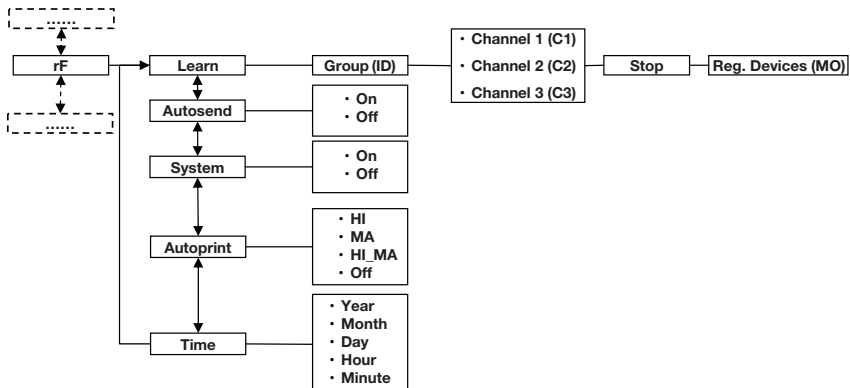 ......
rF
......
Learn
Group (ID)
• Channel 1 (C1)
• Channel 2 (C2)
• Channel 3 (C3)
Stop
Reg. Devices (MO)
Autosend
• On
• Off
System
• On
• Off
Autoprint
• HI
• MA
• HI_MA
• Off
Time
• Year
• Month
• Day
• Hour
• Minute